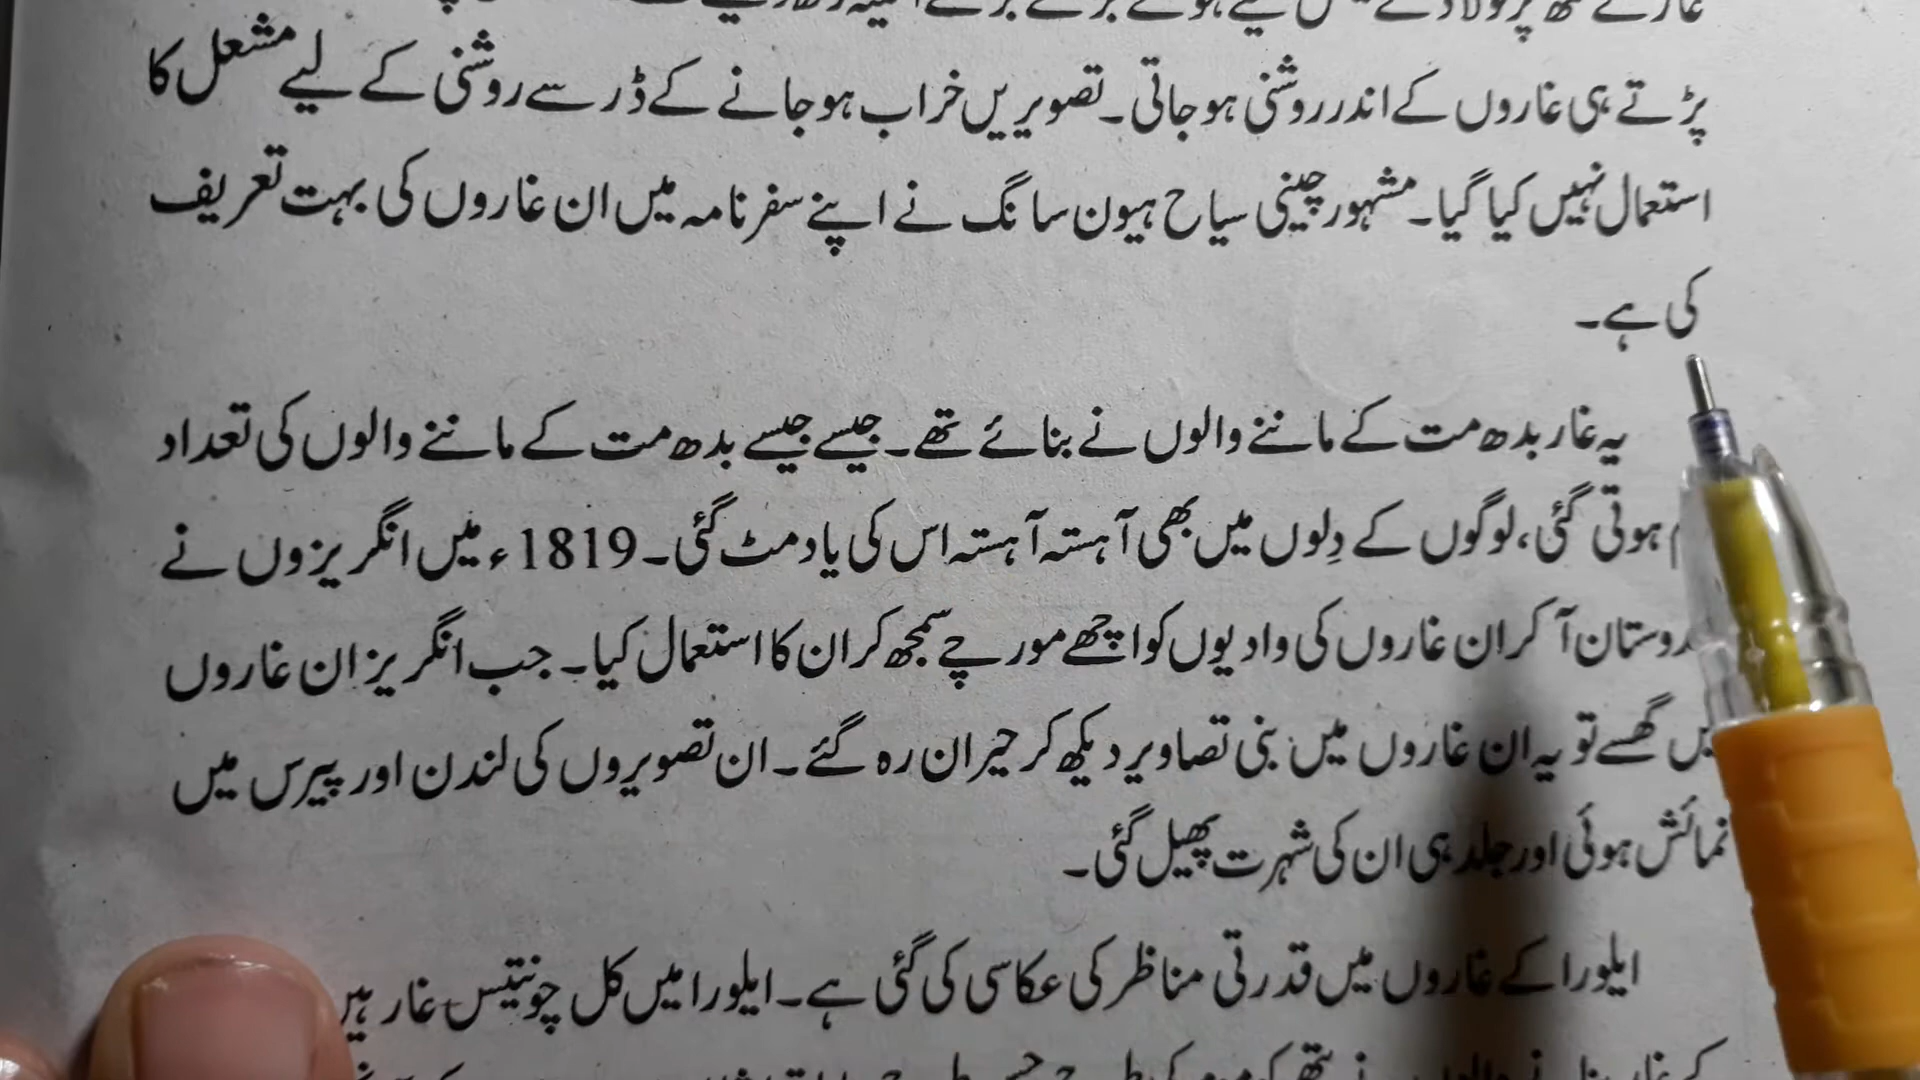 پڑتے ہی غاروں کے اندر روشنی ہوجاتی۔ تصویریں خراب ہوجانے کے ڈر سے روشنی کے لیے مشعل کا
استعمال نہیں کیا گیا۔ مشہور چینی سیاح ہیون سانگ نے اپنے سفرنامہ میں ان غاروں کی بہت تعریف
کی ہے۔
یہ غار بدھ مت کے ماننے والوں نے بنائے تھے۔ جیسے جیسے بدھ مت کے ماننے والوں کی تعداد
ہوتی گئی، لوگوں کے دِلوں میں بھی آہستہ آہستہ اس کی یاد مٹ گئی۔ 1819ء میں انگریزوں نے
آکر ان غاروں کی وادیوں کو اچھے مورچے سمجھ کر ان کا استعمال کیا۔ جب انگریز ان غاروں
گھسے تو یہ ان غاروں میں بنی تصاویر دیکھ کر حیران رہ گئے۔ ان تصویروں کی لندن اور پیرس میں
نمائش ہوئی اور جلد ہی ان کی شہرت پھیل گئی۔
ایلورا کے غاروں میں قدرتی مناظر کی عکاسی کی گئی ہے۔ ایلورا میں کل چونتیس غار ہیں